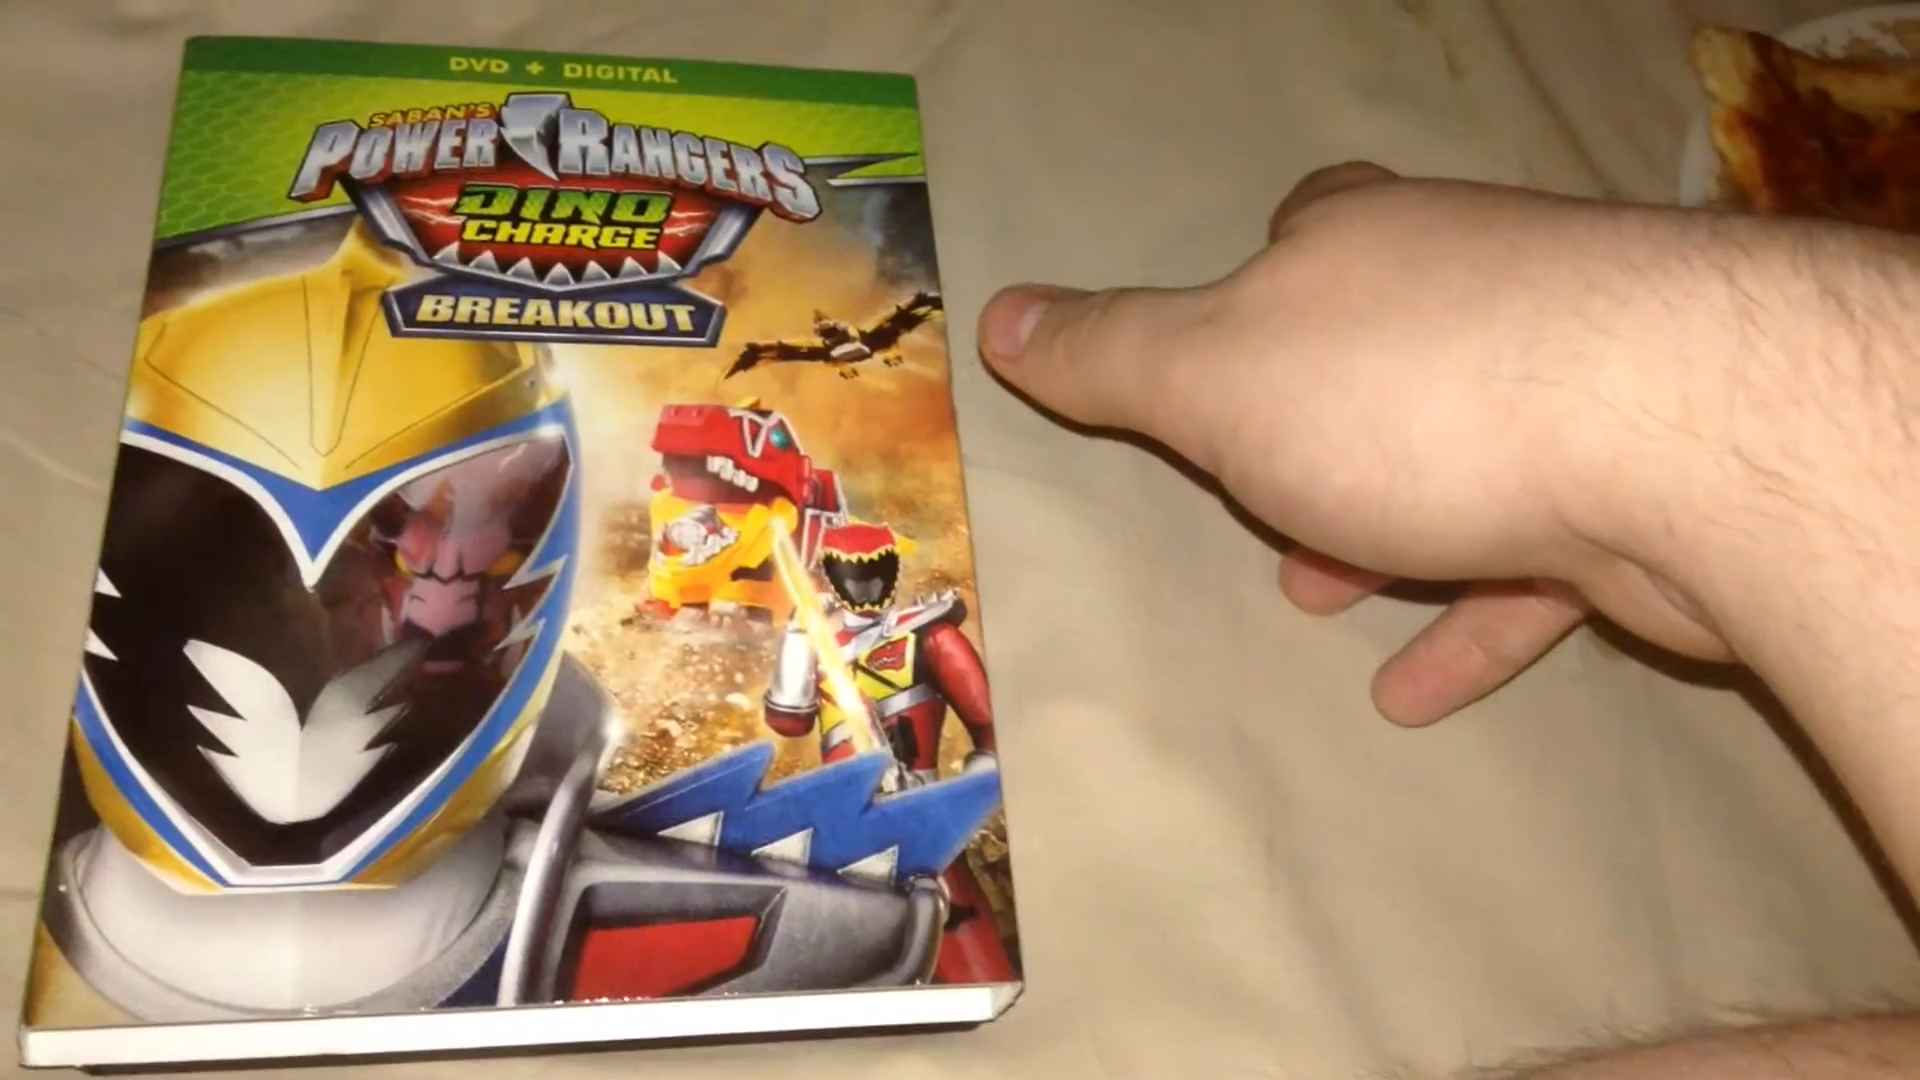 DVD + DIGITAL
SABAN'S
POWER RANGERS
DINO
CHARGE
BREAKOUT